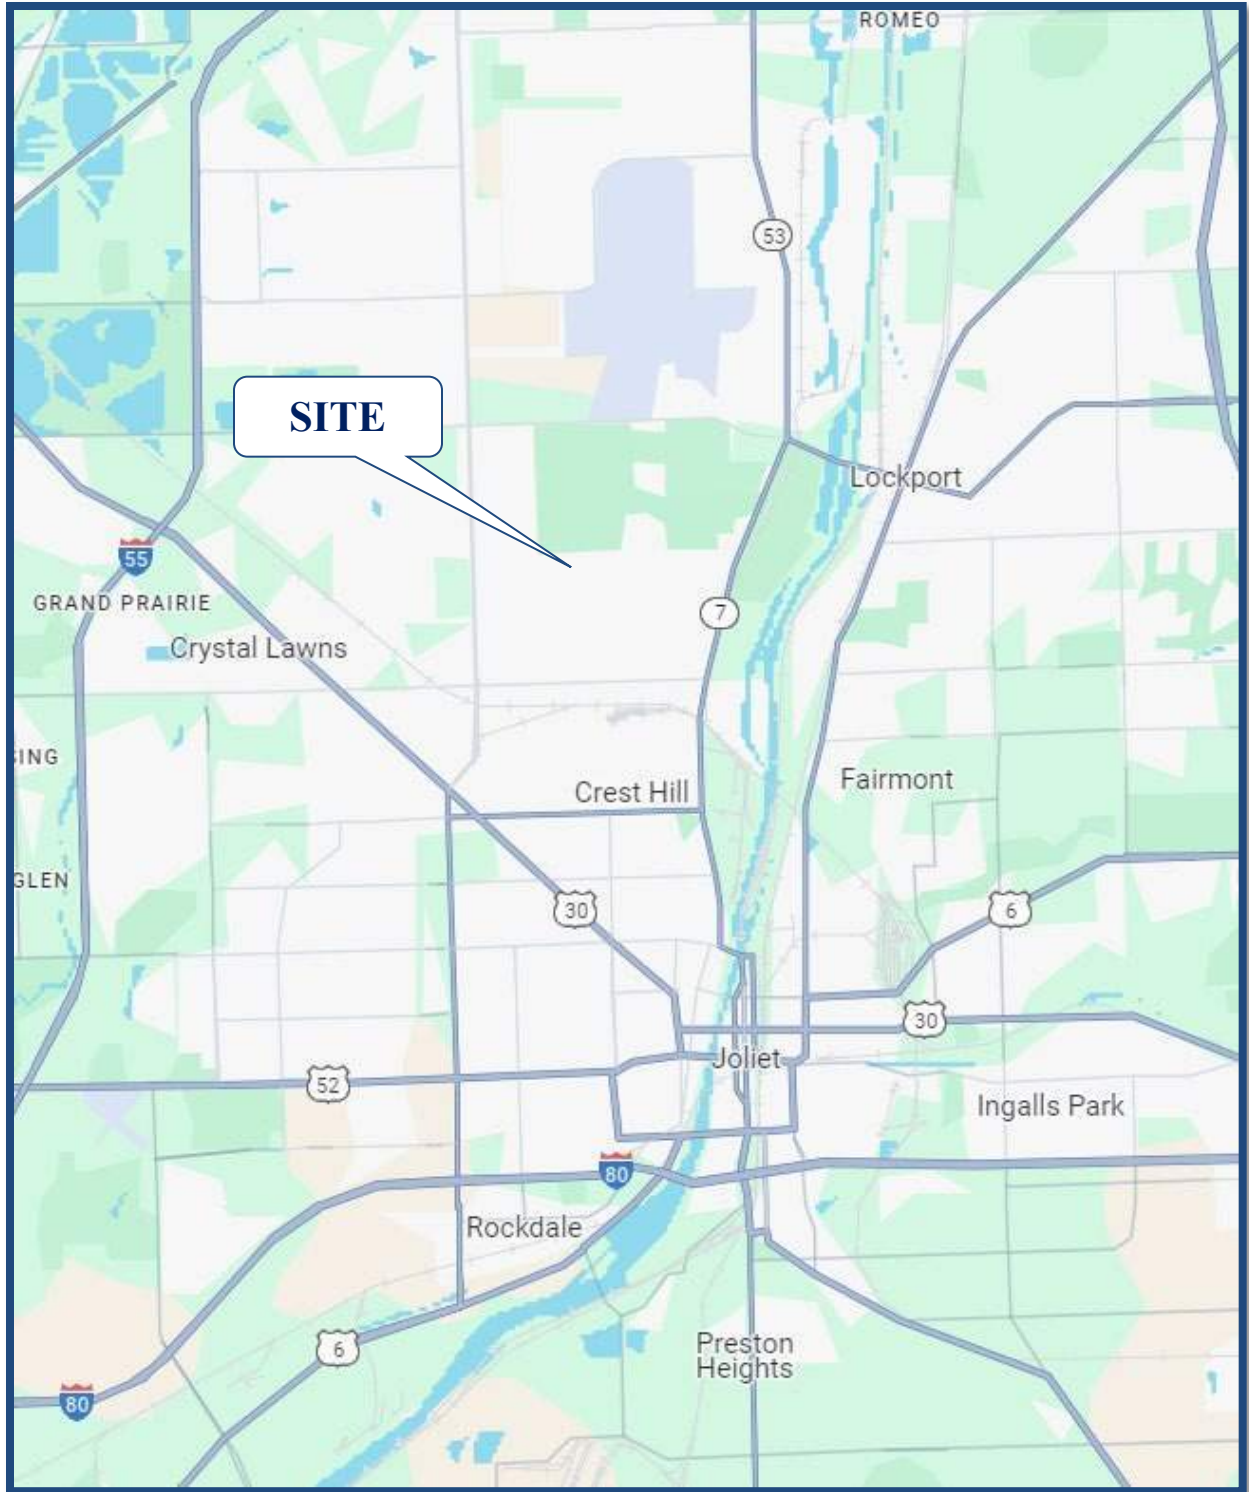 ROMEO
53
SITE
Lockport
55
GRAND PRAIRIE
7
Crystal Lawns
SING
Crest Hill
Fairmont
GLEN
30
6
30
Joliet
52
Ingalls Park
80
Rockdale
6
Preston
Heights
80